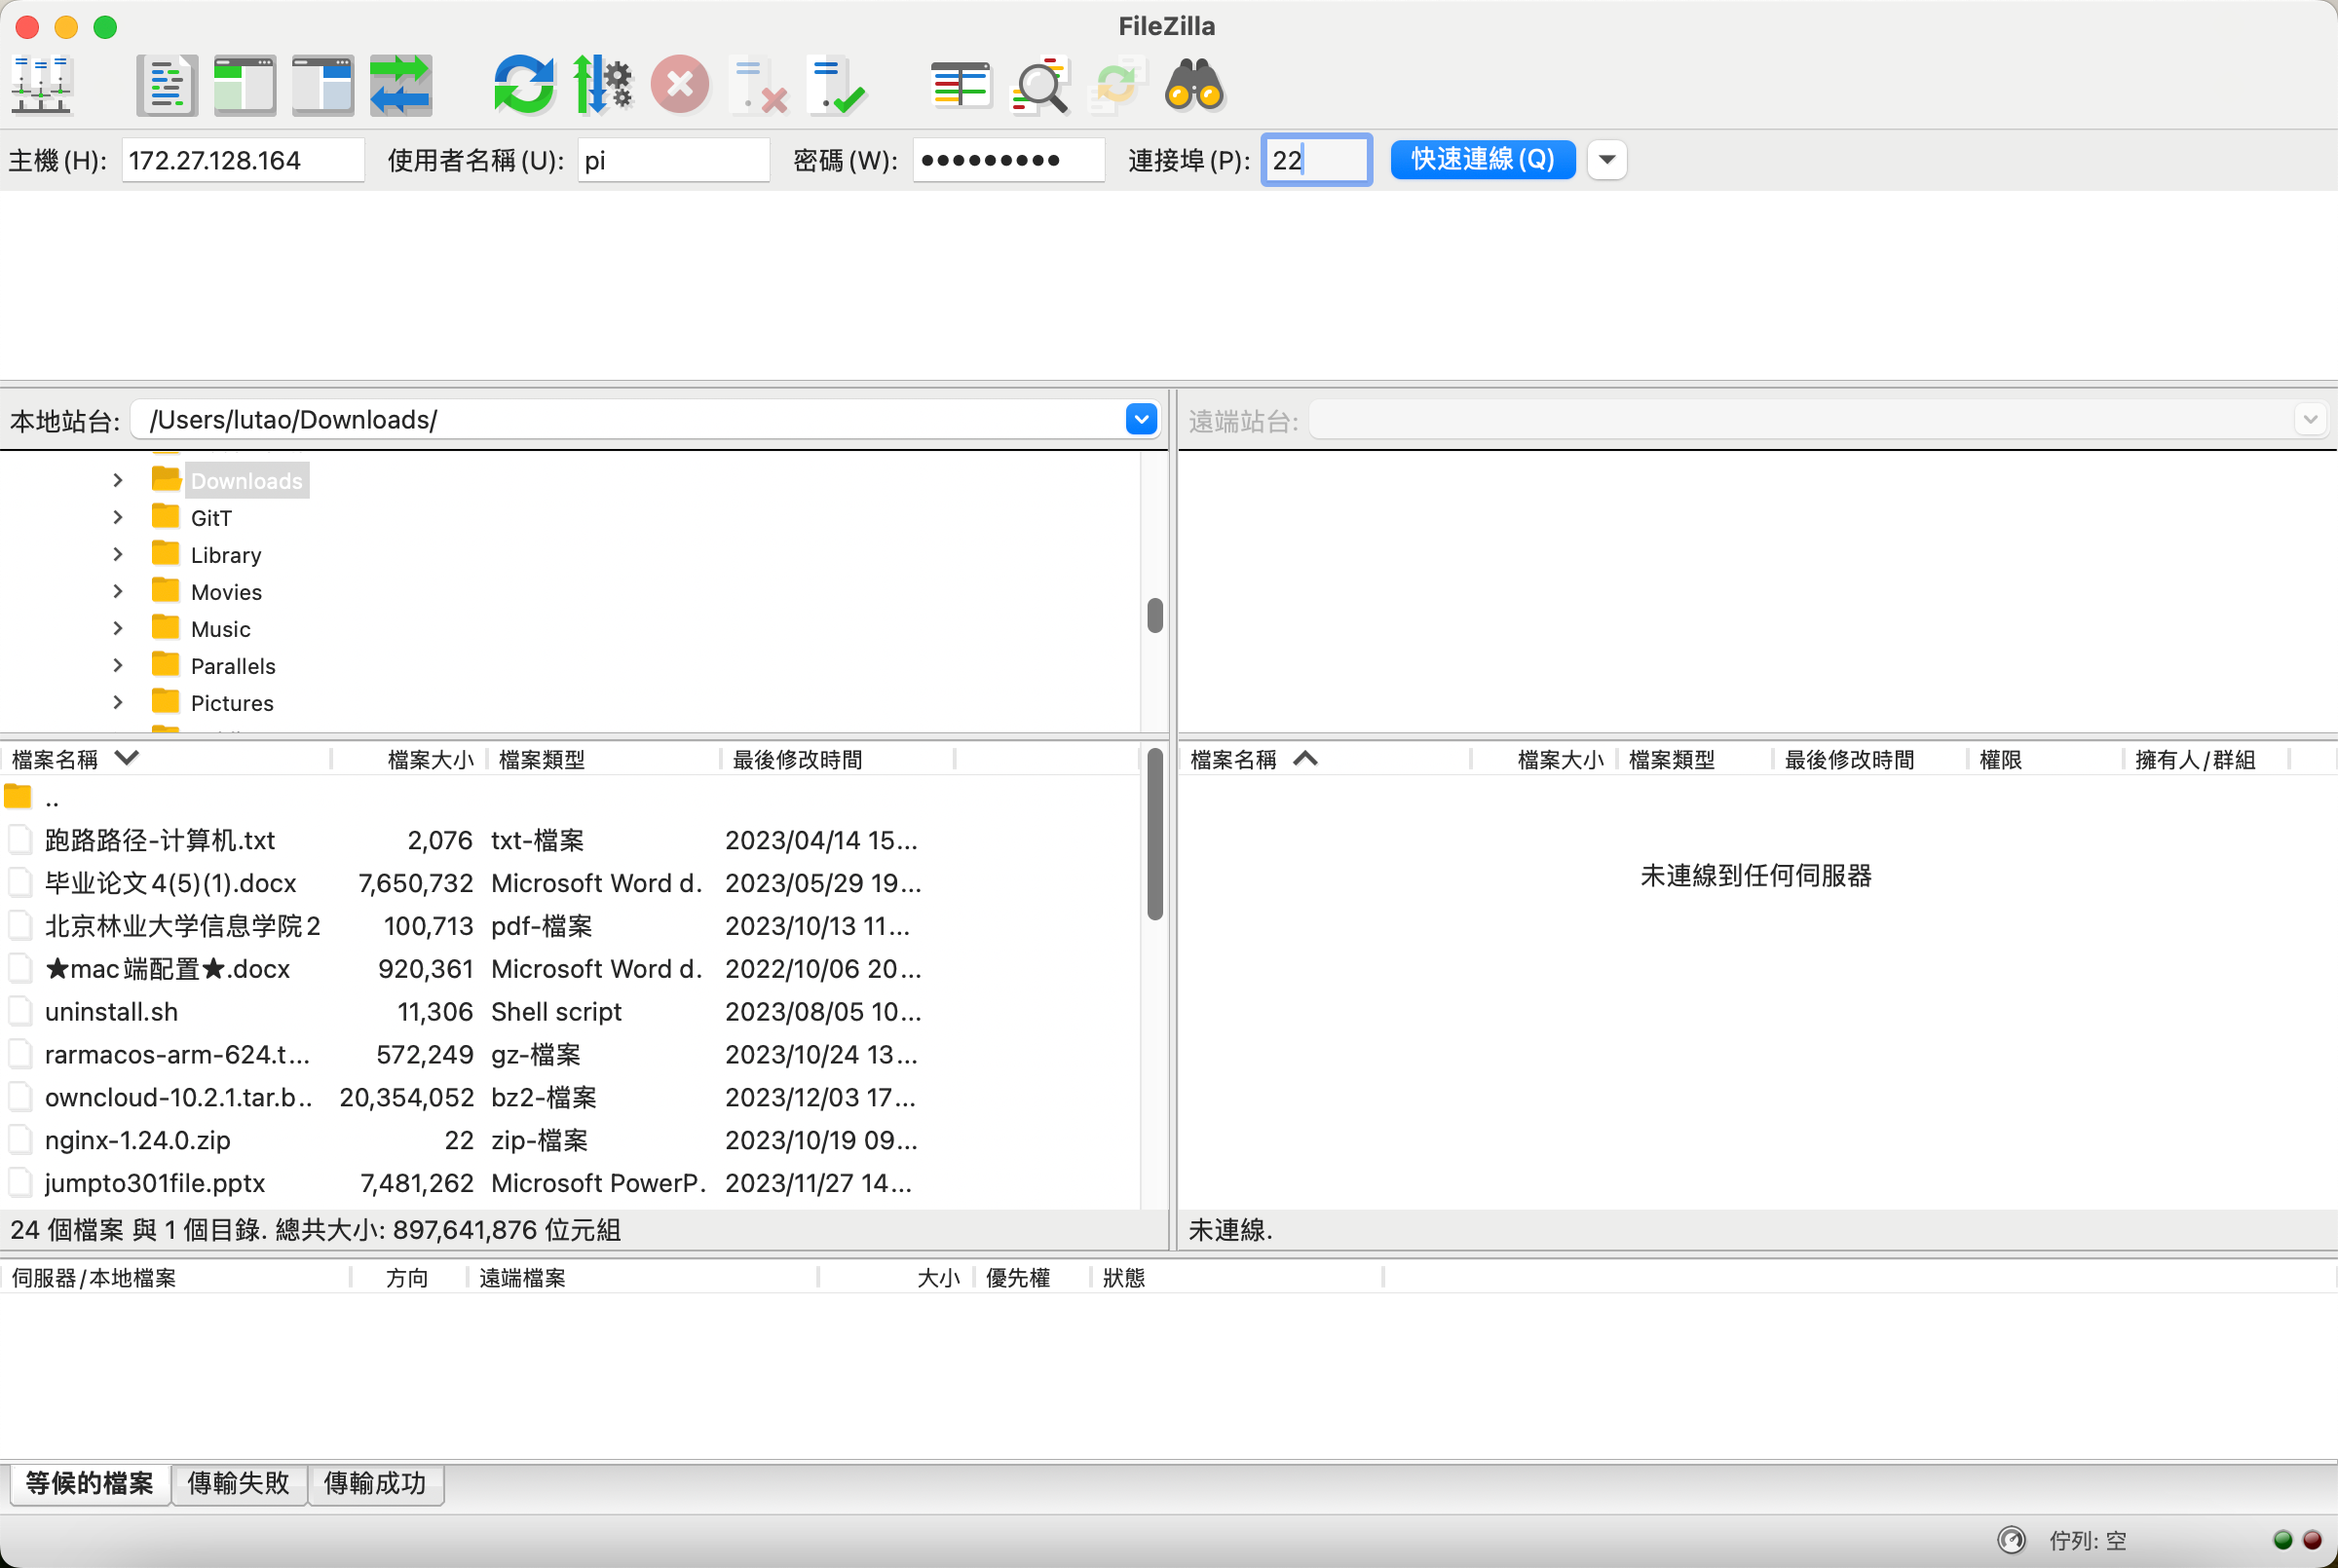 FileZilla
主機(H): 172.27.128.164 使用者名稱(U): pi 密碼(W): ●●●●●●●●● 連接埠(P): 22 快速連線(Q)
本地站台: /Users/lutao/Downloads/
Downloads
GitT
Library
Movies
Music
Parallels
Pictures
檔案名稱 檔案大小 檔案類型 最後修改時間
..
跑路路径-计算机.txt 2,076 txt-檔案 2023/04/14 15...
毕业论文4(5)(1).docx 7,650,732 Microsoft Word d. 2023/05/29 19...
北京林业大学信息学院2 100,713 pdf-檔案 2023/10/13 11...
★mac端配置★.docx 920,361 Microsoft Word d. 2022/10/06 20...
uninstall.sh 11,306 Shell script 2023/08/05 10...
rarmacos-arm-624.t... 572,249 gz-檔案 2023/10/24 13...
owncloud-10.2.1.tar.b.. 20,354,052 bz2-檔案 2023/12/03 17...
nginx-1.24.0.zip 22 zip-檔案 2023/10/19 09...
jumpto301file.pptx 7,481,262 Microsoft PowerP. 2023/11/27 14...
24 個檔案 與 1 個目錄. 總共大小: 897,641,876 位元組
遠端站台:
檔案名稱 檔案大小 檔案類型 最後修改時間 權限 擁有人/群組
未連線到任何伺服器
未連線.
伺服器/本地檔案 方向 遠端檔案 大小 優先權 狀態
等候的檔案 傳輸失敗 傳輸成功
佇列: 空